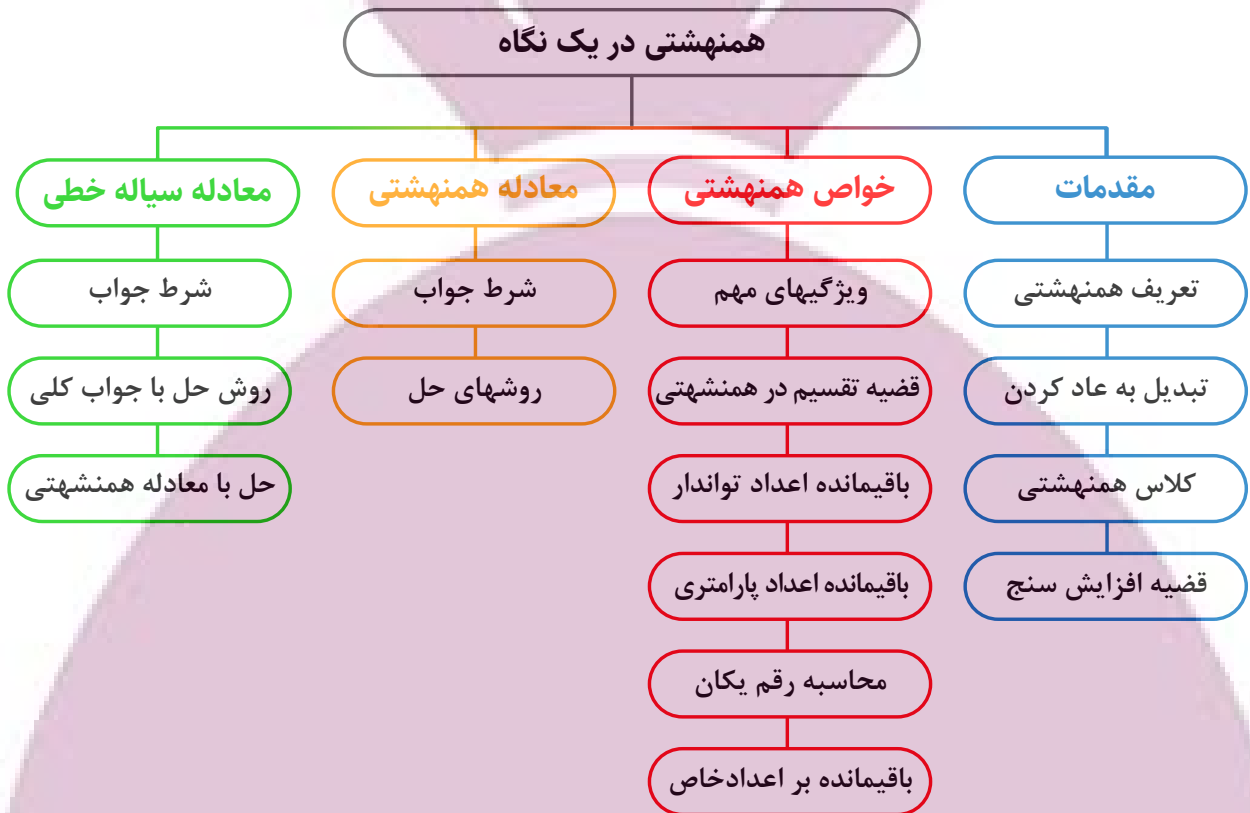 همنهشتی در یک نگاه
مقدمات
تعریف همنهشتی
تبدیل به عاد کردن
کلاس همنهشتی
قضیه افزایش سنج
خواص همنهشتی
ویژگیهای مهم
قضیه تقسیم در همنشهتی
باقیمانده اعداد تواندار
باقیمانده اعداد پارامتری
محاسبه رقم یکان
باقیمانده بر اعدادخاص
معادله همنهشتی
شرط جواب
روشهای حل
معادله سیاله خطی
شرط جواب
روش حل با جواب کلی
حل با معادله همنشهتی